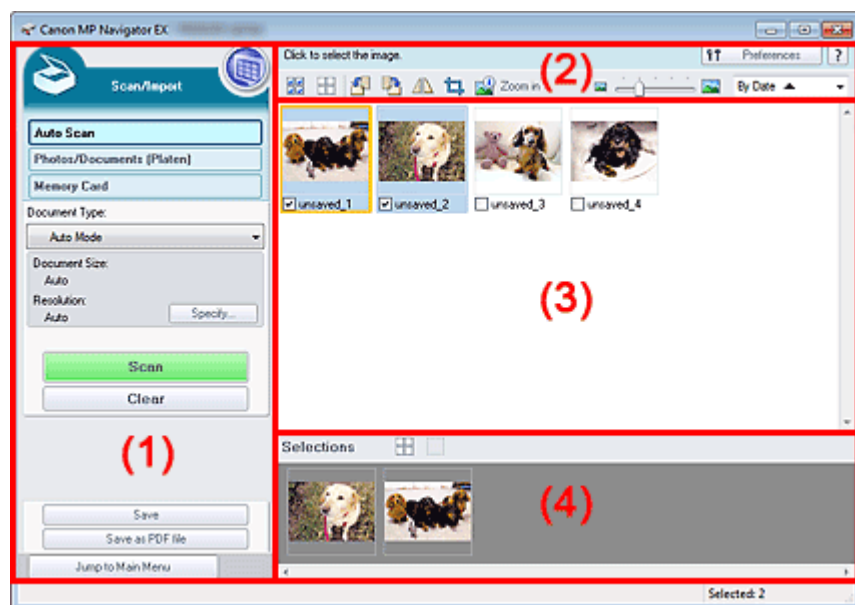 Canon MP Navigator EX
Scan/Import
Auto Scan
Photos/Documents (Platen)
Memory Card
Document Type:
Auto Mode
Document Size:
Auto
Resolution:
Auto
Specify...
Scan
Clear
(1)
Save
Save as PDF file
Jump to Main Menu
Click to select the image.
Preferences
?
(2)
Zoom in
By Date
unsaved_1
unsaved_2
unsaved_3
unsaved_4
(3)
Selections
(4)
Selected: 2